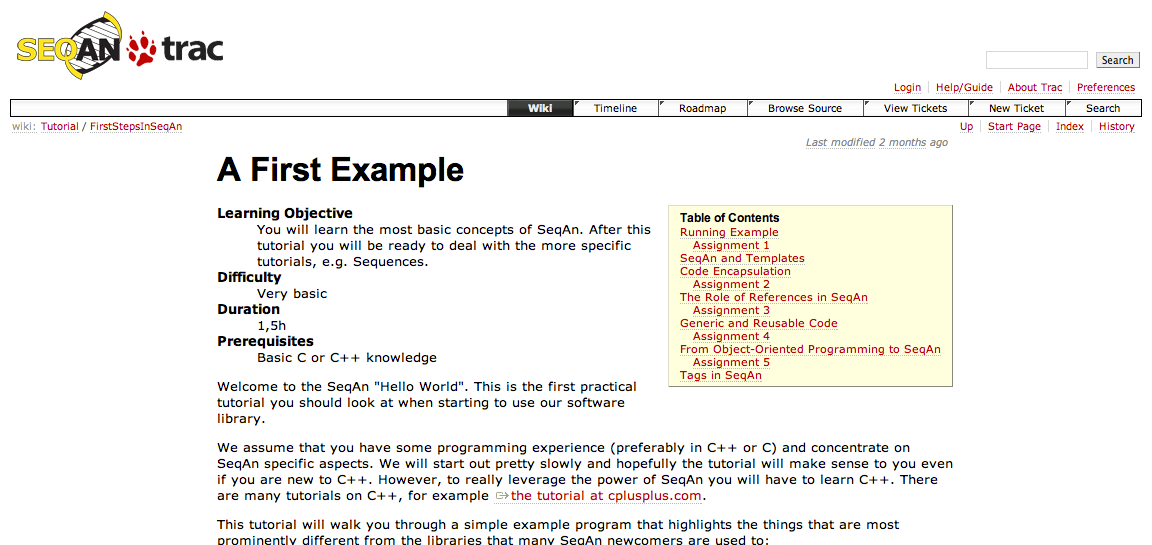 SEQAN trac
Search
Login Help/Guide About Trac Preferences
Wiki Timeline Roadmap Browse Source View Tickets New Ticket Search
wiki: Tutorial / FirstStepsInSeqAn
Up Start Page Index History
Last modified 2 months ago
A First Example
Learning Objective
You will learn the most basic concepts of SeqAn. After this
tutorial you will be ready to deal with the more specific
tutorials, e.g. Sequences.
Difficulty
Very basic
Duration
1,5h
Prerequisites
Basic C or C++ knowledge
Table of Contents
Running Example
Assignment 1
SeqAn and Templates
Code Encapsulation
Assignment 2
The Role of References in SeqAn
Assignment 3
Generic and Reusable Code
Assignment 4
From Object-Oriented Programming to SeqAn
Assignment 5
Tags in SeqAn
Welcome to the SeqAn "Hello World". This is the first practical
tutorial you should look at when starting to use our software
library.
We assume that you have some programming experience (preferably in C++ or C) and concentrate on
SeqAn specific aspects. We will start out pretty slowly and hopefully the tutorial will make sense to you even
if you are new to C++. However, to really leverage the power of SeqAn you will have to learn C++. There
are many tutorials on C++, for example the tutorial at cplusplus.com.
This tutorial will walk you through a simple example program that highlights the things that are most
prominently different from the libraries that many SeqAn newcomers are used to: